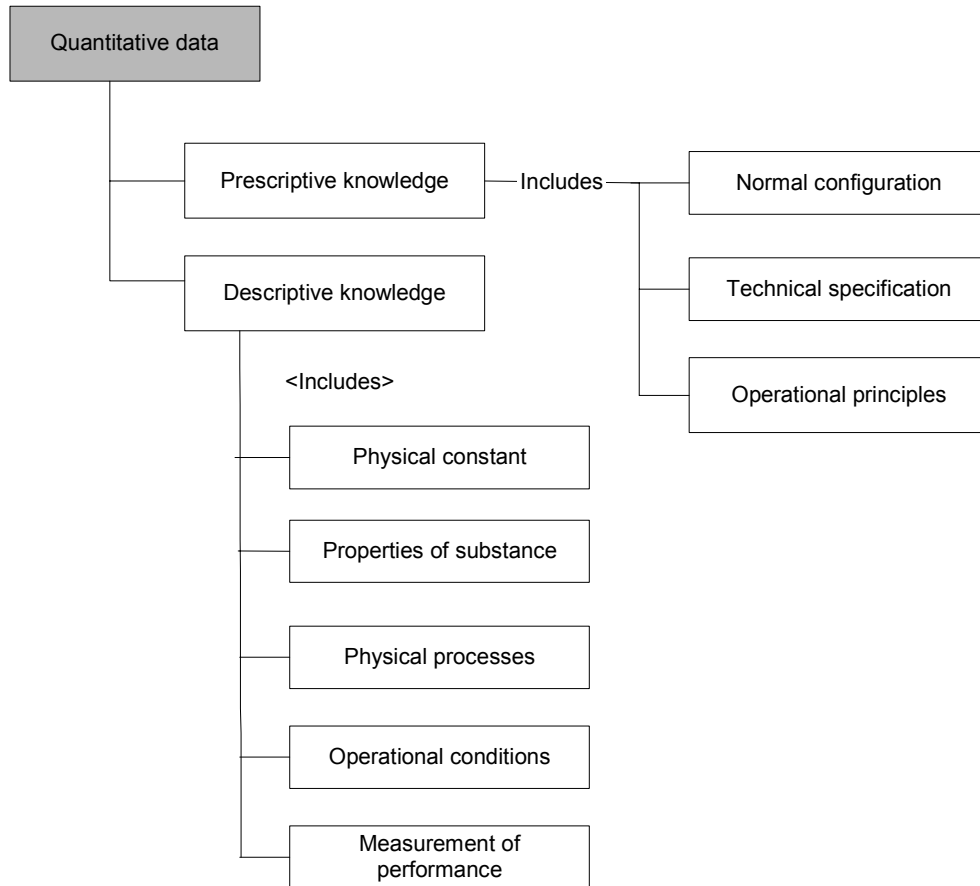 Quantitative data
Prescriptive knowledge
Includes
Normal configuration
Technical specification
Operational principles
Descriptive knowledge
<Includes>
Physical constant
Properties of substance
Physical processes
Operational conditions
Measurement of
performance